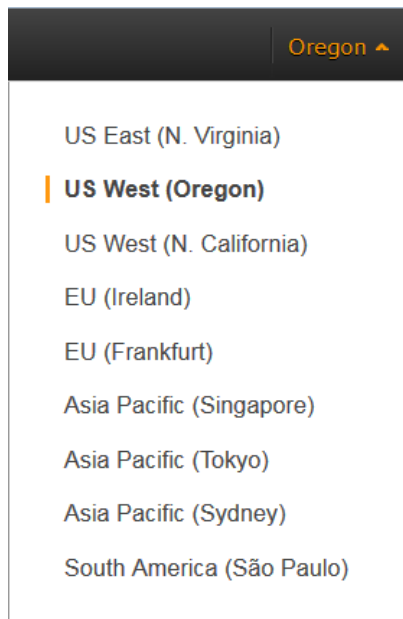 Oregon
US East (N. Virginia)
US West (Oregon)
US West (N. California)
EU (Ireland)
EU (Frankfurt)
Asia Pacific (Singapore)
Asia Pacific (Tokyo)
Asia Pacific (Sydney)
South America (São Paulo)